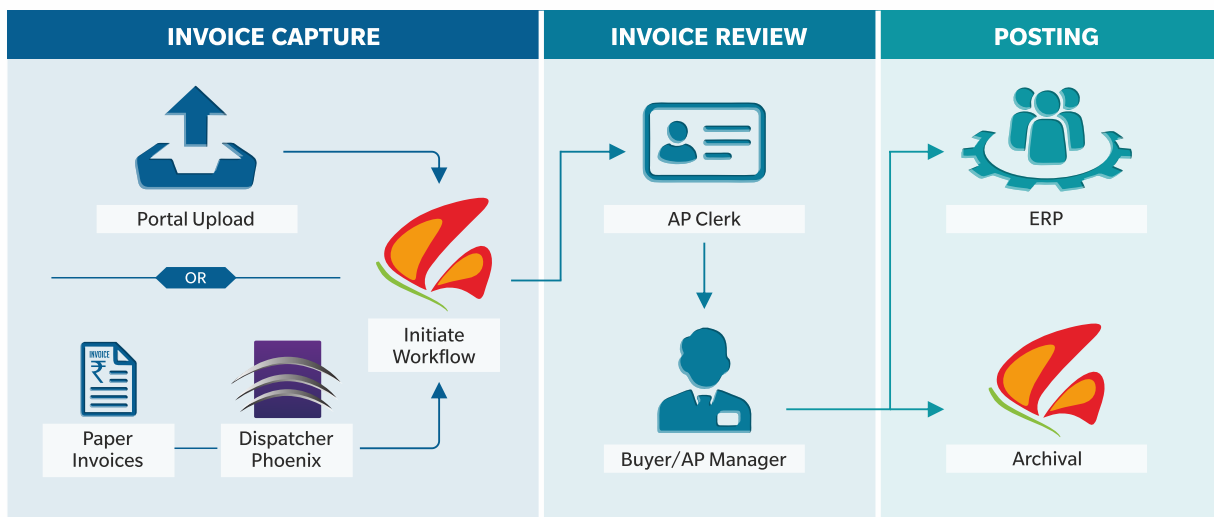 INVOICE CAPTURE
INVOICE REVIEW
POSTING
Portal Upload
OR
INVOICE
₹
Paper
Invoices
Dispatcher
Phoenix
Initiate
Workflow
AP Clerk
Buyer/AP Manager
ERP
Archival